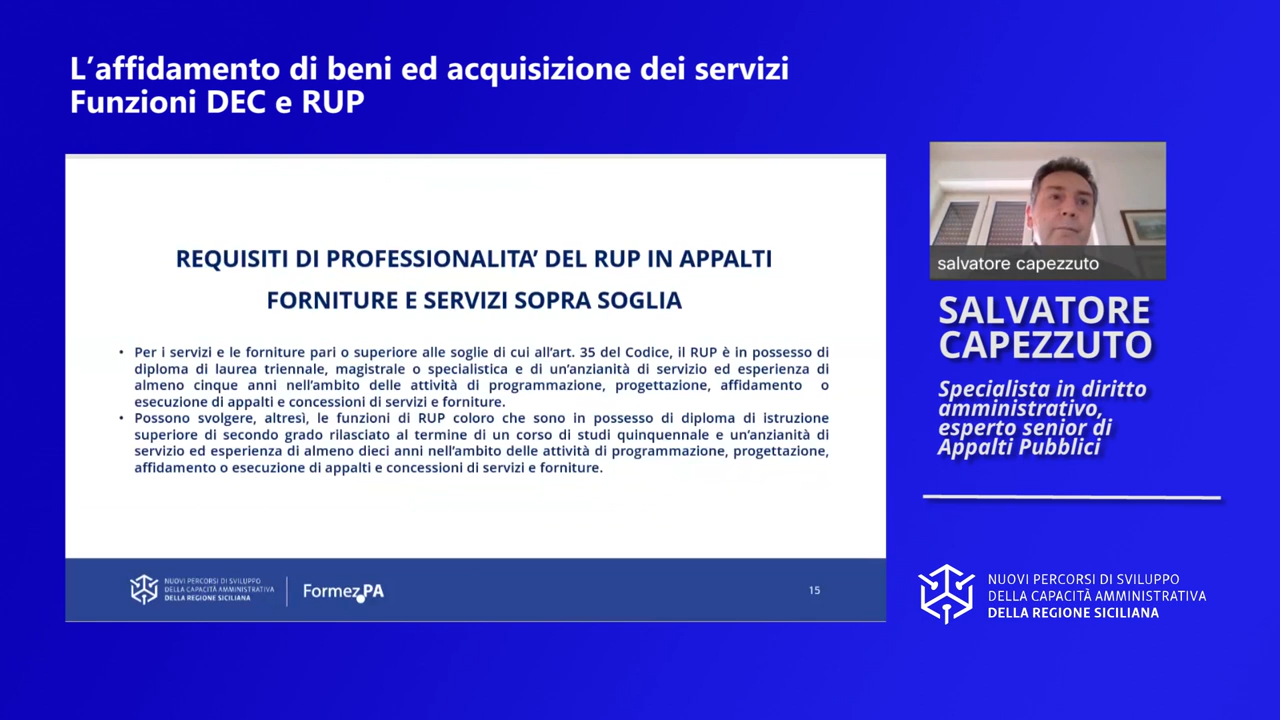 L'affidamento di beni ed acquisizione dei servizi
Funzioni DEC e RUP
REQUISITI DI PROFESSIONALITA' DEL RUP IN APPALTI
FORNITURE E SERVIZI SOPRA SOGLIA
• Per i servizi e le forniture pari o superiore alle soglie di cui all'art. 35 del Codice, il RUP è in possesso di
diploma di laurea triennale, magistrale o specialistica e di un'anzianità di servizio ed esperienza di
almeno cinque anni nell'ambito delle attività di programmazione, progettazione, affidamento o
esecuzione di appalti e concessioni di servizi e forniture.
• Possono svolgere, altresì, le funzioni di RUP coloro che sono in possesso di diploma di istruzione
superiore di secondo grado rilasciato al termine di un corso di studi quinquennale e un'anzianità di
servizio ed esperienza di almeno dieci anni nell'ambito delle attività di programmazione, progettazione,
affidamento o esecuzione di appalti e concessioni di servizi e forniture.
NUOVI PERCORSI DI SVILUPPO
DELLA CAPACITÀ AMMINISTRATIVA
DELLA REGIONE SICILIANA
FormezPA
15
salvatore capezzuto
SALVATORE
CAPEZZUTO
Specialista in diritto
amministrativo,
esperto senior di
Appalti Pubblici
NUOVI PERCORSI DI SVILUPPO
DELLA CAPACITÀ AMMINISTRATIVA
DELLA REGIONE SICILIANA